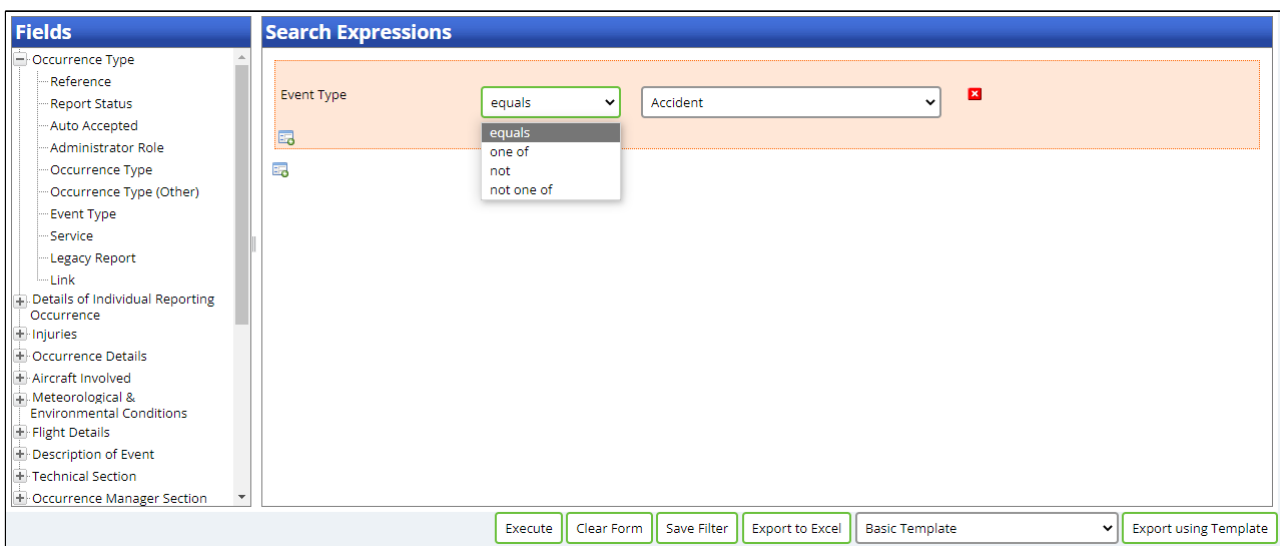 Fields
Occurrence Type
Reference
Report Status
Auto Accepted
Administrator Role
Occurrence Type
Occurrence Type (Other)
Event Type
Service
Legacy Report
Link
Details of Individual Reporting
Occurrence
Injuries
Occurrence Details
Aircraft Involved
Meteorological &
Environmental Conditions
Flight Details
Description of Event
Technical Section
Occurrence Manager Section
Search Expressions
Event Type
equals
Accident
equals
one of
not
not one of
Execute
Clear Form
Save Filter
Export to Excel
Basic Template
Export using Template